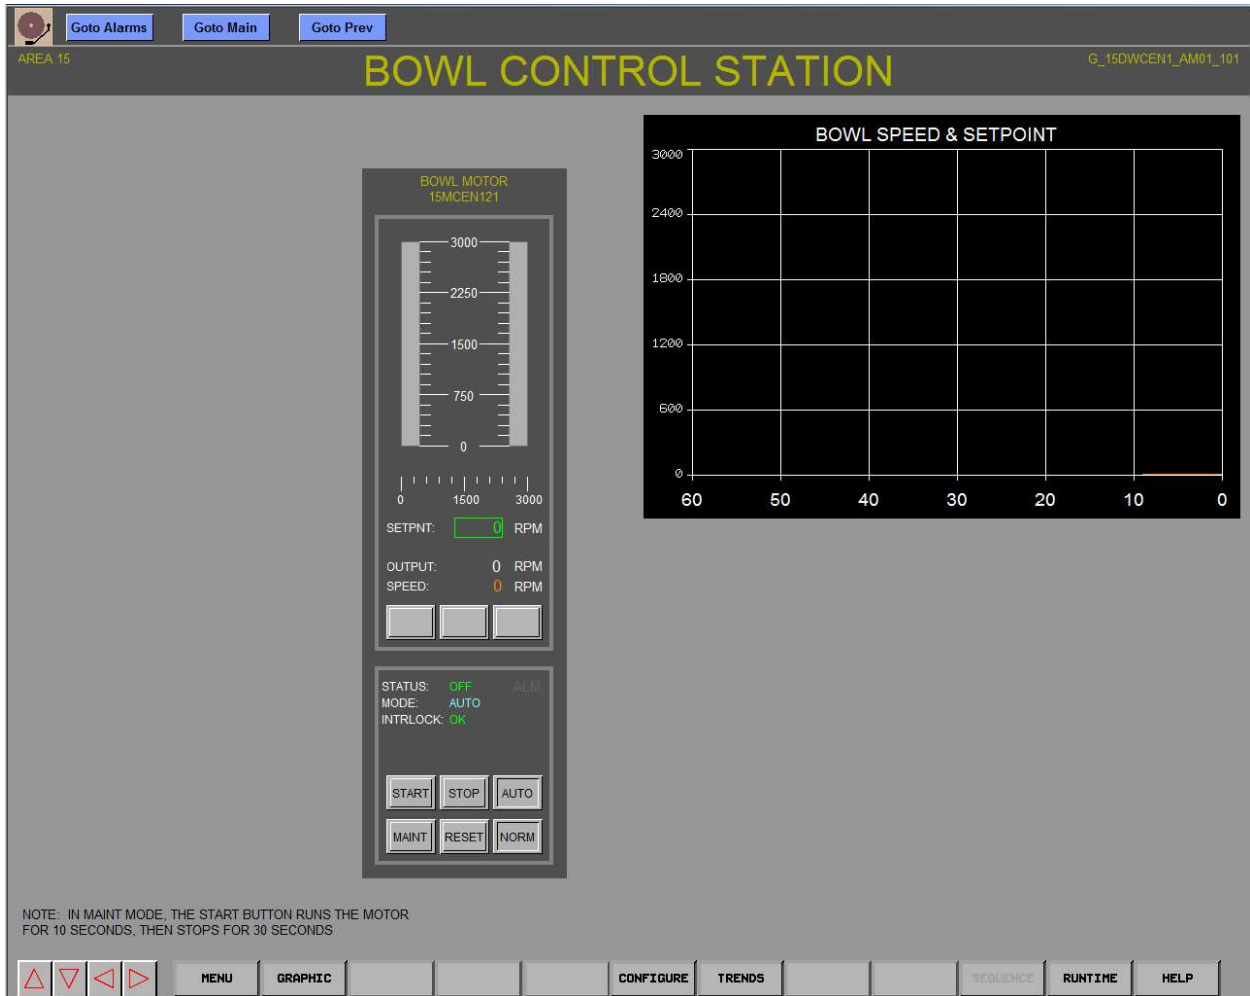 Goto Alarms
Goto Main
Goto Prev
AREA 15
BOWL CONTROL STATION
G_15DWCEN1_AM01_101
BOWL MOTOR
15MCEN121
3000
2250
1500
750
0
0 1500 3000
SETPNT: 0 RPM
OUTPUT: 0 RPM
SPEED: 0 RPM
STATUS: OFF ALM
MODE: AUTO
INTRLOCK: OK
START STOP AUTO
MAINT RESET NORM
BOWL SPEED & SETPOINT
3000
2400
1800
1200
600
0
60 50 40 30 20 10 0
NOTE: IN MAINT MODE, THE START BUTTON RUNS THE MOTOR
FOR 10 SECONDS, THEN STOPS FOR 30 SECONDS
MENU GRAPHIC CONFIGURE TRENDS SEQUENCE RUNTIME HELP